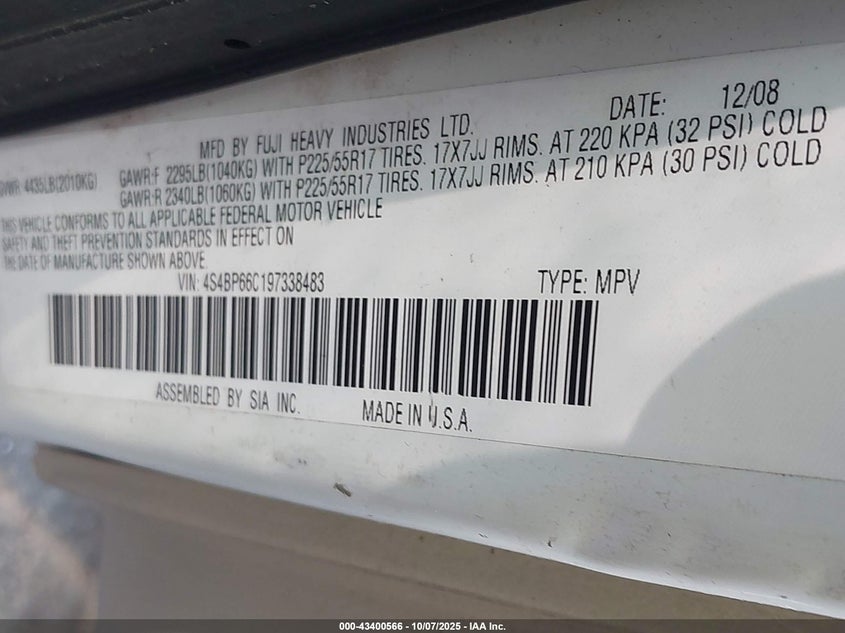 MFD BY FUJI HEAVY INDUSTRIES LTD. DATE: 12/08
GVWR 4435LB(2010KG) GAWR:F 2295LB(1040KG) WITH P225/55R17 TIRES. 17X7JJ RIMS. AT 220 KPA (32 PSI) COLD
GAWR:R 2340LB(1060KG) WITH P225/55R17 TIRES. 17X7JJ RIMS. AT 210 KPA (30 PSI) COLD
THIS VEHICLE CONFORMS TO ALL APPLICABLE FEDERAL MOTOR VEHICLE
SAFETY AND THEFT PREVENTION STANDARDS IN EFFECT ON
THE DATE OF MANUFACTURE SHOWN ABOVE.
VIN: 4S4BP66C197338483 TYPE: MPV
ASSEMBLED BY SIA INC. MADE IN U.S.A.
000-43400566 - 10/07/2025 - IAA Inc.